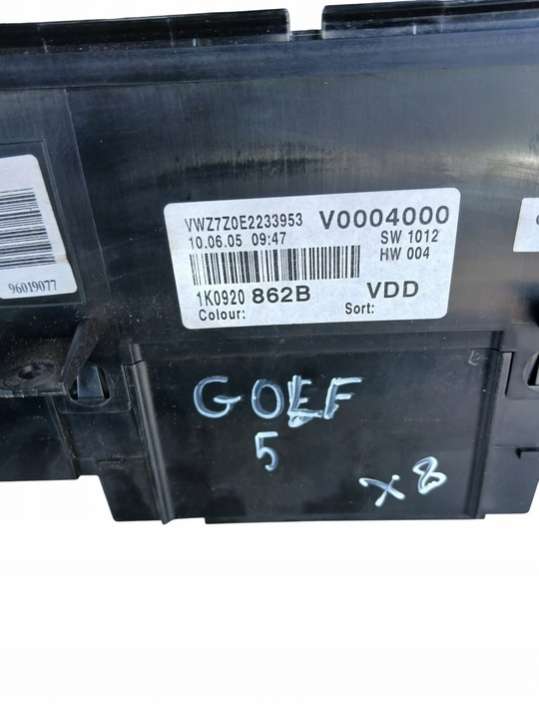 VWZ7Z0E2233953 V0004000
10.06.05 09:47 SW 1012
HW 004
1K0920 862B VDD
Colour: Sort:
96019077
GOLF
5
x8